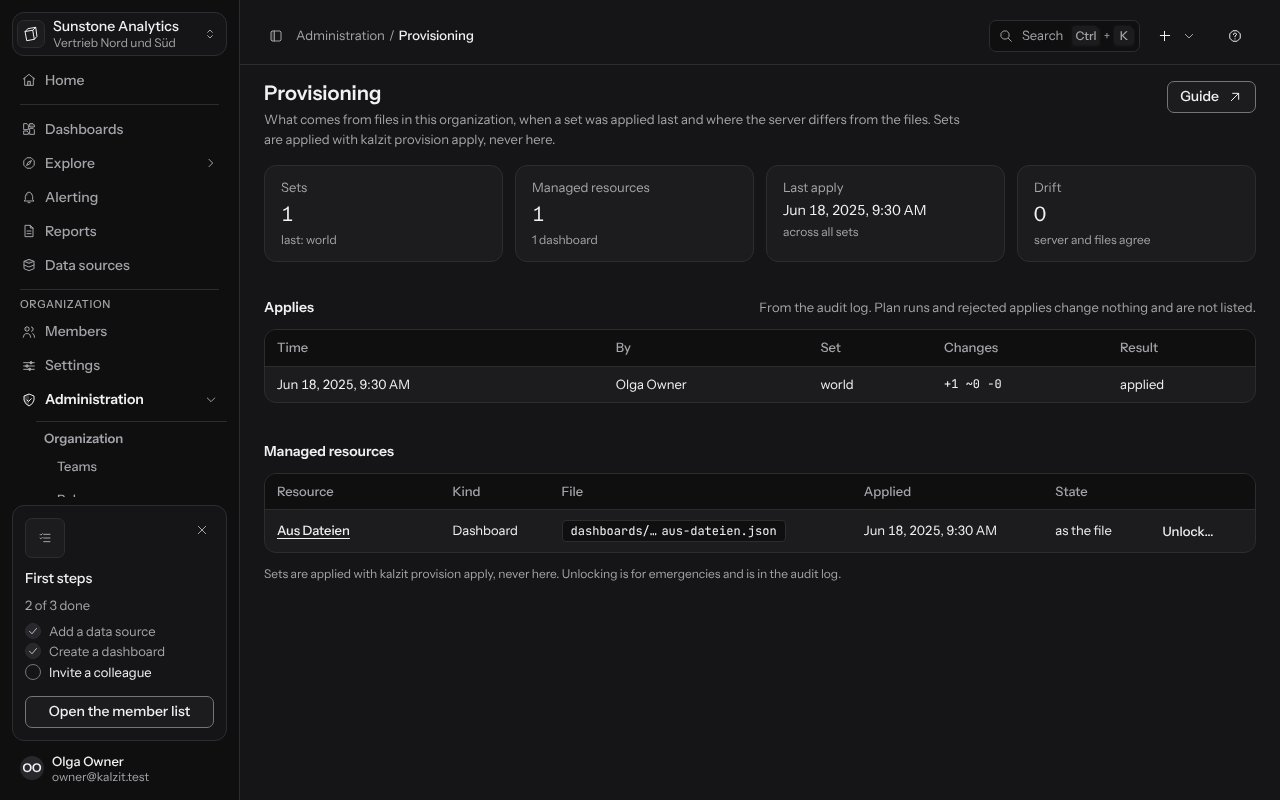 Sunstone Analytics
Vertrieb Nord und Süd
Home
Dashboards
Explore
Alerting
Reports
Data sources
ORGANIZATION
Members
Settings
Administration
Organization
Teams
First steps
2 of 3 done
Add a data source
Create a dashboard
Invite a colleague
Open the member list
OO
Olga Owner
owner@kalzit.test
Administration / Provisioning
Search Ctrl + K
Provisioning
Guide
What comes from files in this organization, when a set was applied last and where the server differs from the files. Sets
are applied with kalzit provision apply, never here.
Sets
1
last: world
Managed resources
1
1 dashboard
Last apply
Jun 18, 2025, 9:30 AM
across all sets
Drift
0
server and files agree
Applies
From the audit log. Plan runs and rejected applies change nothing and are not listed.
Time By Set Changes Result
Jun 18, 2025, 9:30 AM Olga Owner world +1 ~0 -0 applied
Managed resources
Resource Kind File Applied State
Aus Dateien Dashboard dashboards/… aus-dateien.json Jun 18, 2025, 9:30 AM as the file Unlock…
Sets are applied with kalzit provision apply, never here. Unlocking is for emergencies and is in the audit log.